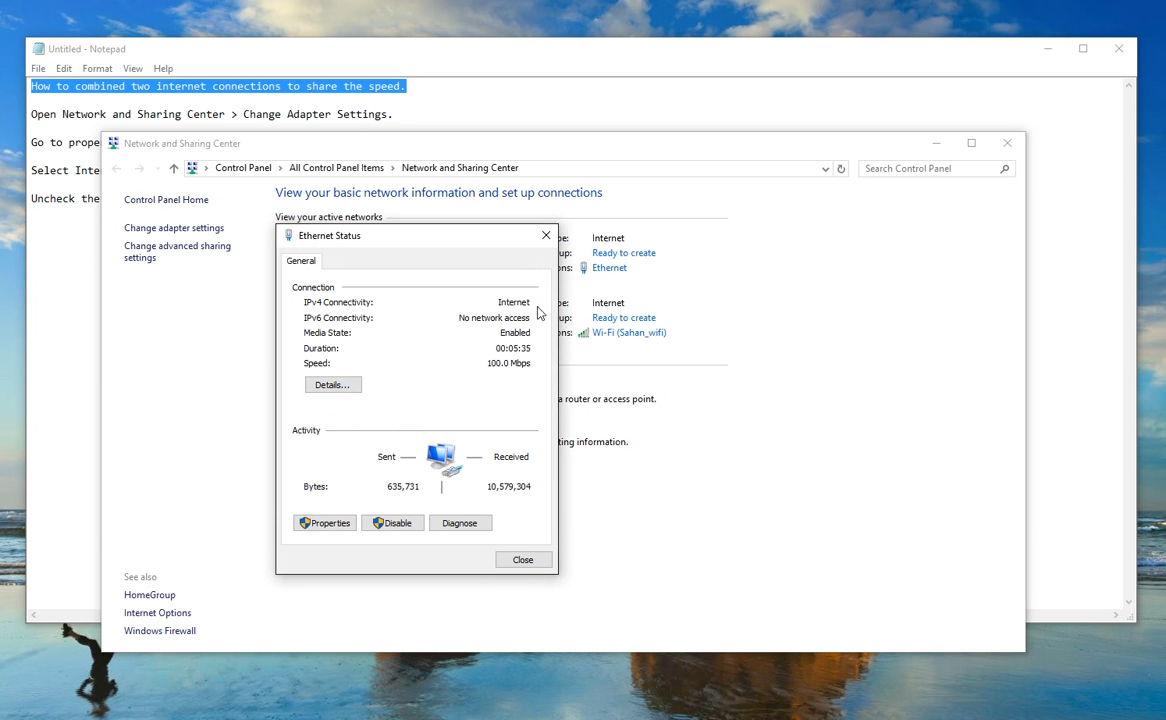 Untitled - Notepad
File Edit Format View Help
How to combined two internet connections to share the speed.
Open Network and Sharing Center > Change Adapter Settings.
Go to prope
Select Inte
Uncheck the
Network and Sharing Center
Control Panel > All Control Panel Items > Network and Sharing Center
Search Control Panel
Control Panel Home
Change adapter settings
Change advanced sharing
settings
View your basic network information and set up connections
View your active networks
pe: Internet
up: Ready to create
ons: Ethernet
pe: Internet
up: Ready to create
ons: Wi-Fi (Sahan_wifi)
a router or access point.
ting information.
Ethernet Status
General
Connection
IPv4 Connectivity: Internet
IPv6 Connectivity: No network access
Media State: Enabled
Duration: 00:05:35
Speed: 100.0 Mbps
Details...
Activity
Sent Received
Bytes: 635,731 10,579,304
Properties Disable Diagnose
Close
See also
HomeGroup
Internet Options
Windows Firewall